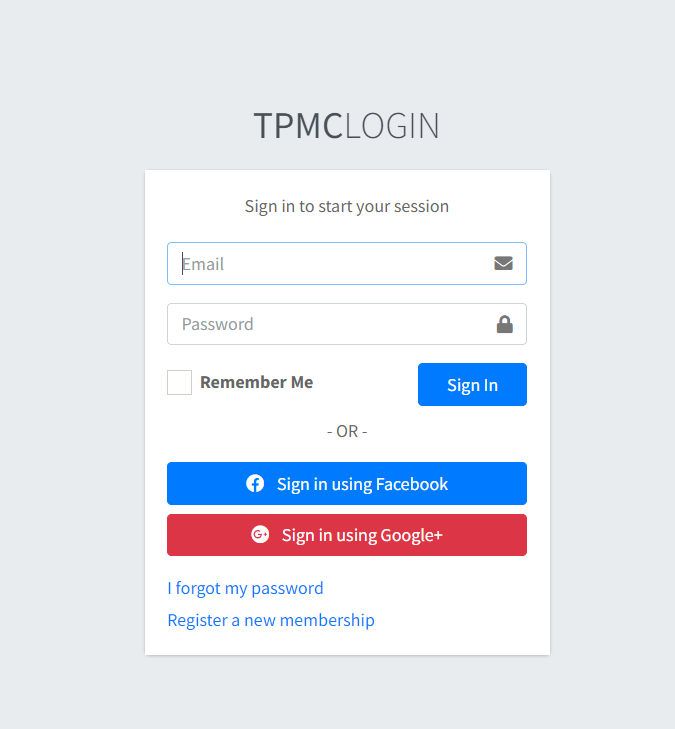 TPMCLOGIN
Sign in to start your session
Email
Password
Remember Me
Sign In
- OR -
Sign in using Facebook
Sign in using Google+
I forgot my password
Register a new membership